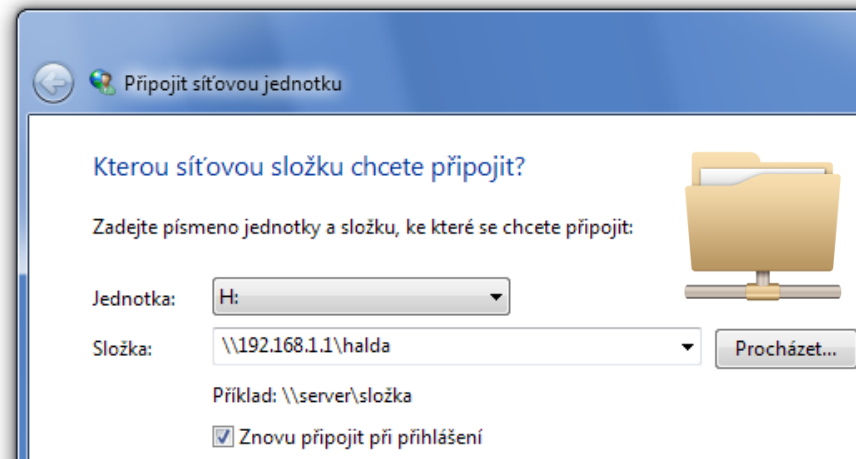 Připojit síťovou jednotku
Kterou síťovou složku chcete připojit?
Zadejte písmeno jednotky a složku, ke které se chcete připojit:
Jednotka: H:
Složka: \\192.168.1.1\halda Procházet...
Příklad: \\server\složka
Znovu připojit při přihlášení